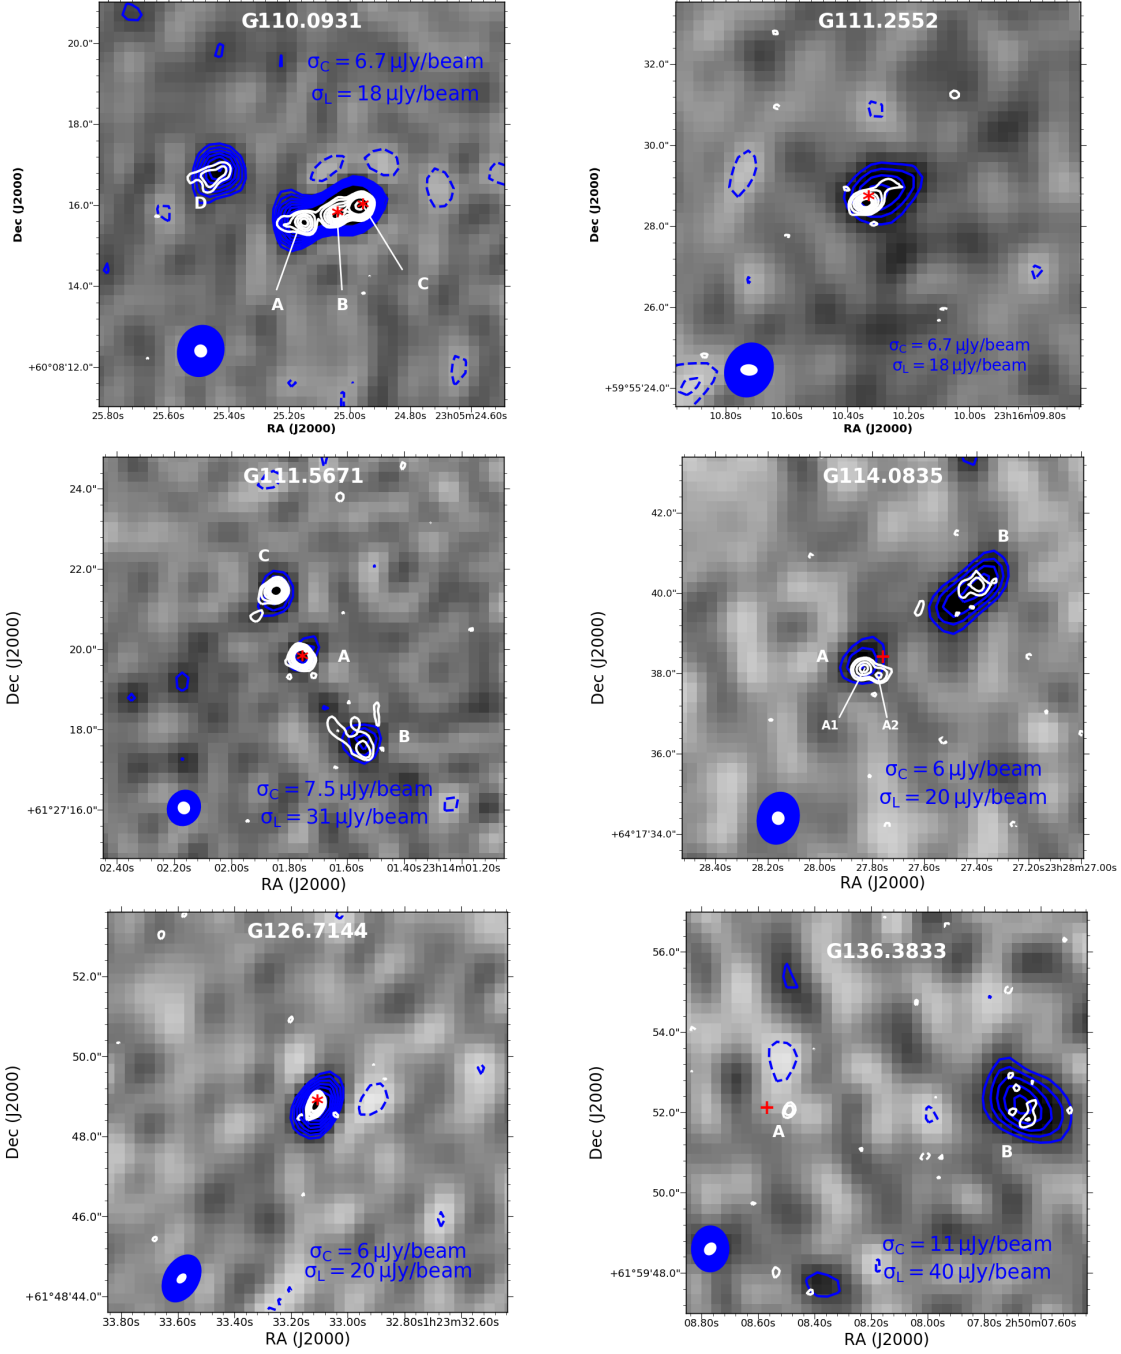 G110.0931
σC = 6.7 μJy/beam
σL = 18 μJy/beam
D
A
B
C
20.0"
18.0"
16.0"
14.0"
+60°08'12.0"
25.80s 25.60s 25.40s 25.20s 25.00s 24.80s 23h05m24.60s
RA (J2000)
Dec (J2000)
G111.2552
σC = 6.7 μJy/beam
σL = 18 μJy/beam
32.0"
30.0"
28.0"
26.0"
+59°55'24.0"
10.80s 10.60s 10.40s 10.20s 10.00s 23h16m09.80s
RA (J2000)
Dec (J2000)
G111.5671
C
A
B
σC = 7.5 μJy/beam
σL = 31 μJy/beam
24.0"
22.0"
20.0"
18.0"
+61°27'16.0"
02.40s 02.20s 02.00s 01.80s 01.60s 01.40s 23h14m01.20s
RA (J2000)
Dec (J2000)
G114.0835
B
A
A1 A2
σC = 6 μJy/beam
σL = 20 μJy/beam
42.0"
40.0"
38.0"
36.0"
+64°17'34.0"
28.40s 28.20s 28.00s 27.80s 27.60s 27.40s 27.20s 23h28m27.00s
RA (J2000)
Dec (J2000)
G126.7144
σC = 6 μJy/beam
σL = 20 μJy/beam
52.0"
50.0"
48.0"
46.0"
+61°48'44.0"
33.80s 33.60s 33.40s 33.20s 33.00s 32.80s 1h23m32.60s
RA (J2000)
Dec (J2000)
G136.3833
A
B
σC = 11 μJy/beam
σL = 40 μJy/beam
56.0"
54.0"
52.0"
50.0"
+61°59'48.0"
08.80s 08.60s 08.40s 08.20s 08.00s 07.80s 2h50m07.60s
RA (J2000)
Dec (J2000)